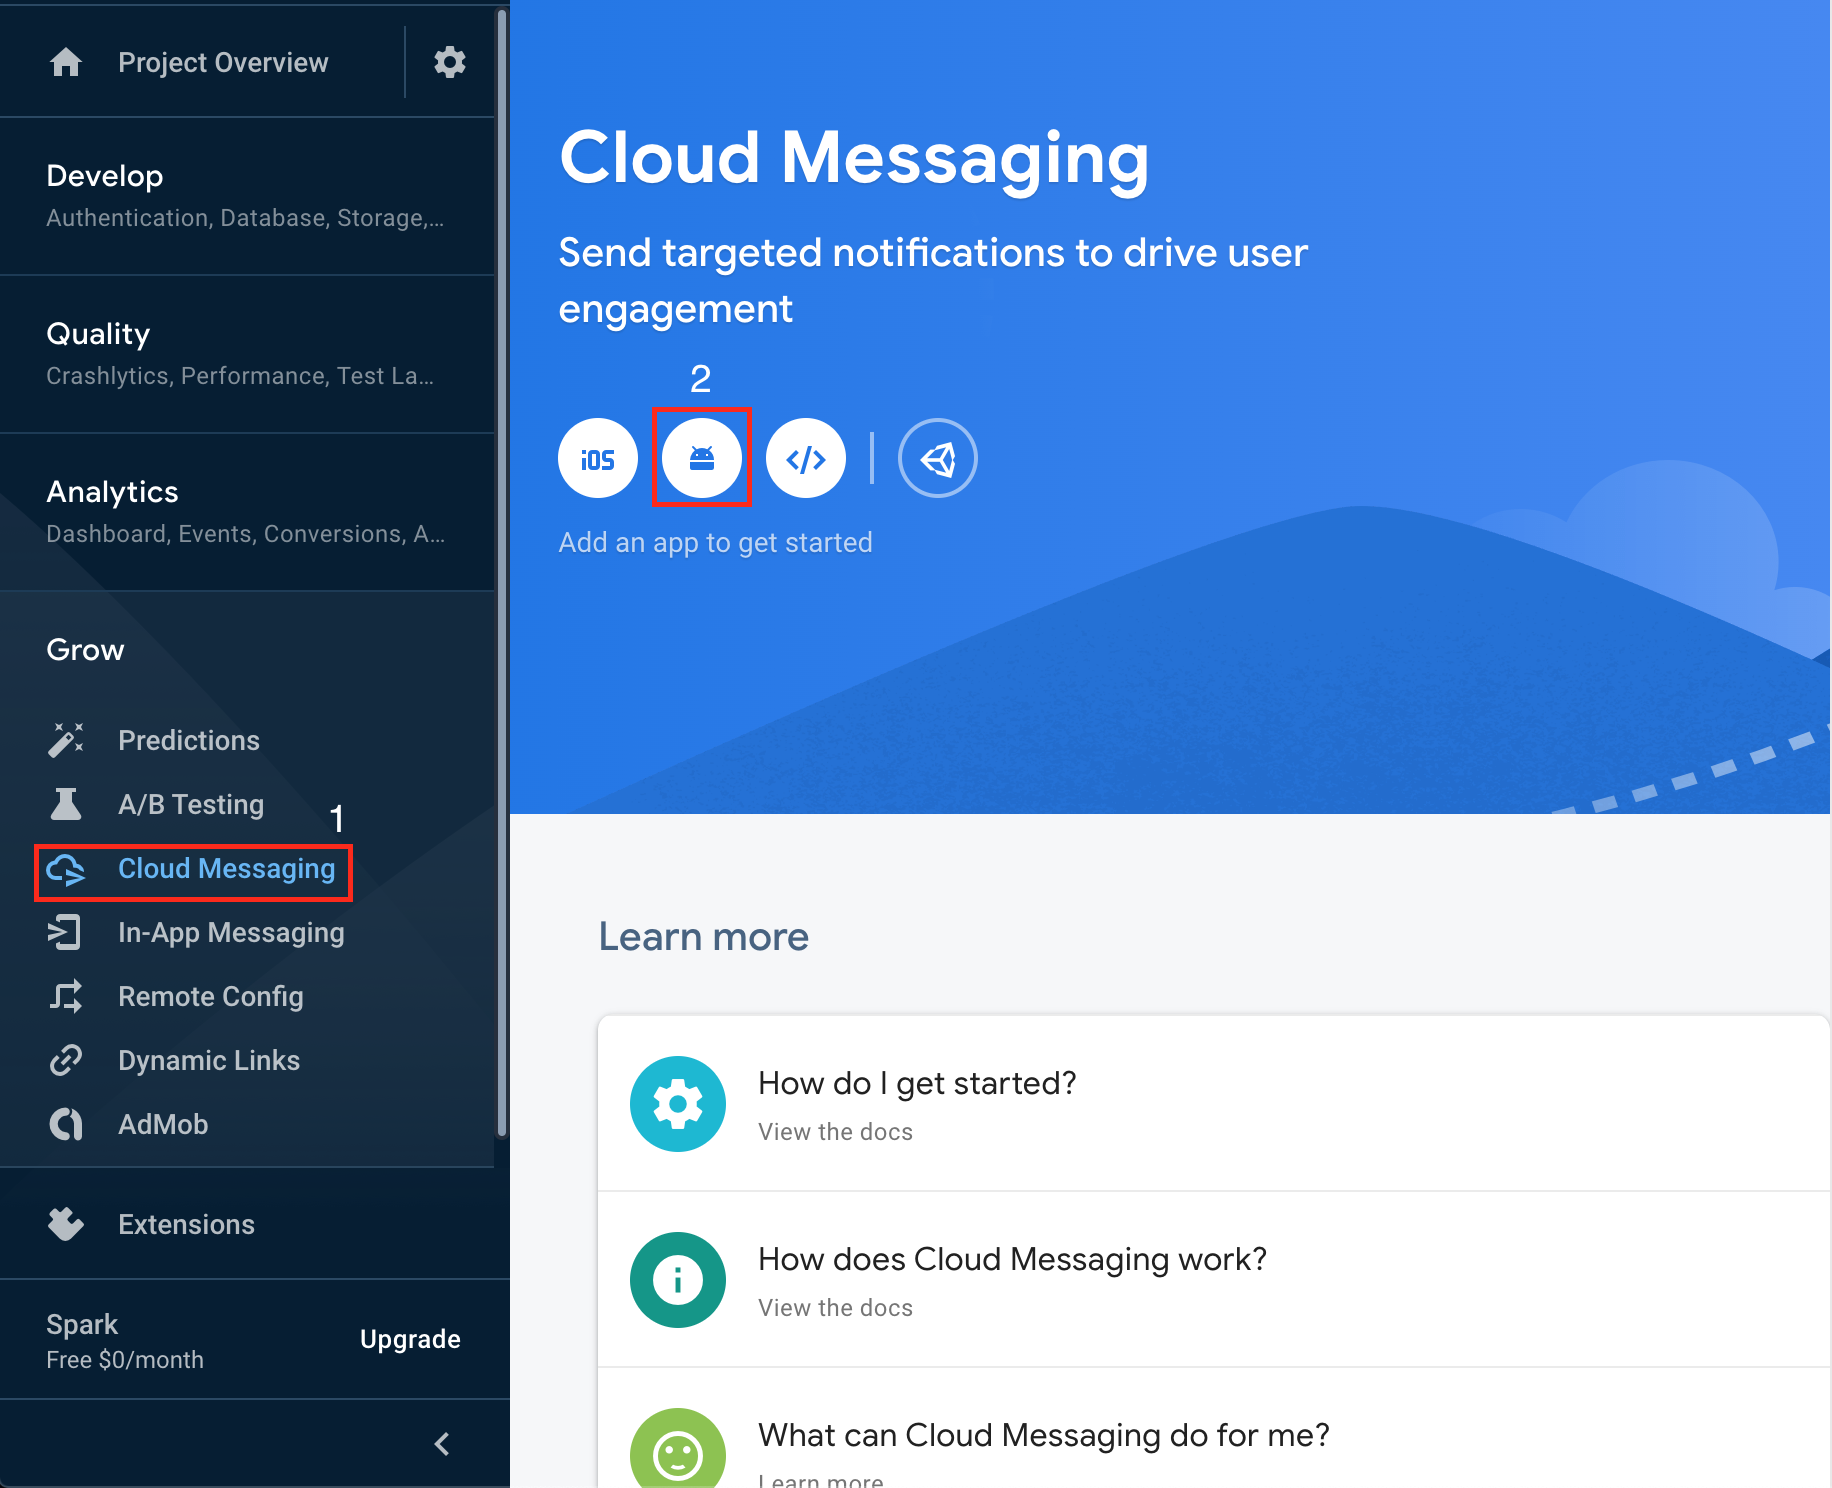 Project Overview
Develop
Authentication, Database, Storage,...
Quality
Crashlytics, Performance, Test La...
Analytics
Dashboard, Events, Conversions, A...
Grow
Predictions
A/B Testing
1
Cloud Messaging
In-App Messaging
Remote Config
Dynamic Links
AdMob
Extensions
Spark
Free $0/month
Upgrade
Cloud Messaging
Send targeted notifications to drive user
engagement
2
iOS
</>
Add an app to get started
Learn more
How do I get started?
View the docs
How does Cloud Messaging work?
View the docs
What can Cloud Messaging do for me?
Learn more